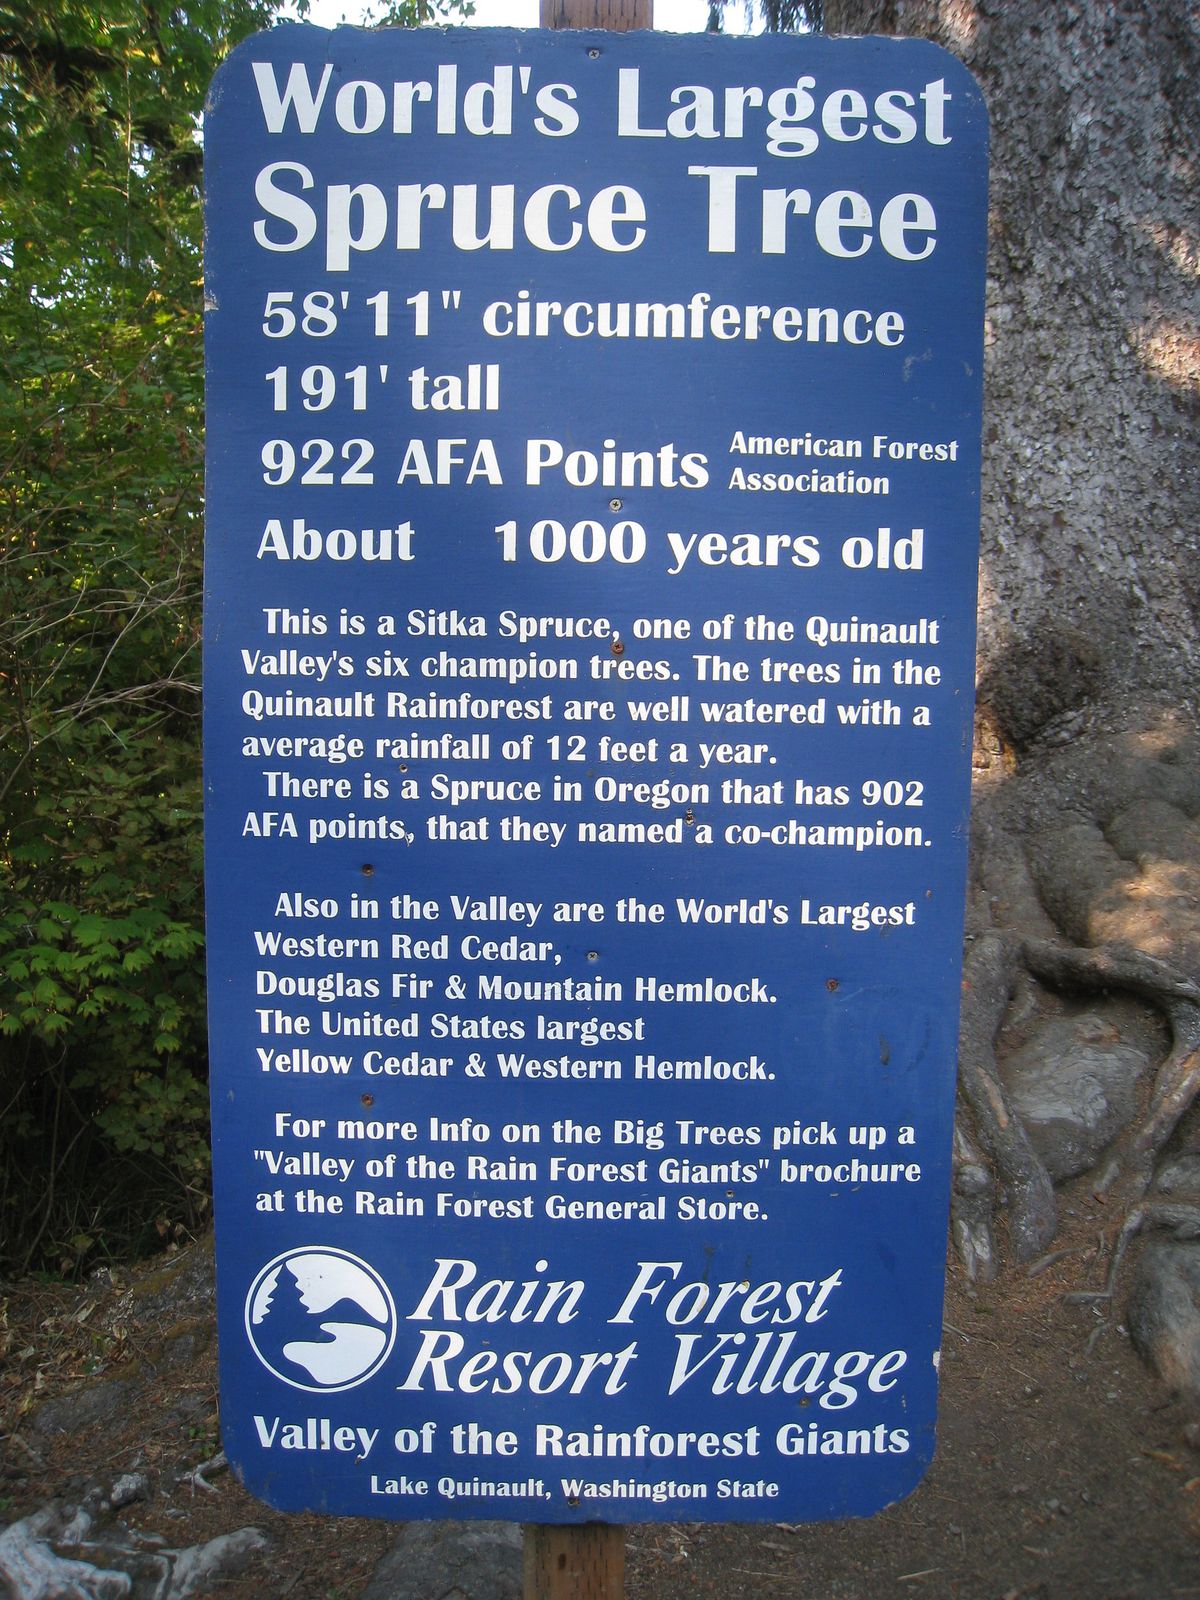 World's Largest
Spruce Tree
58' 11" circumference
191' tall
922 AFA Points American Forest
Association
About 1000 years old
This is a Sitka Spruce, one of the Quinault
Valley's six champion trees. The trees in the
Quinault Rainforest are well watered with a
average rainfall of 12 feet a year.
There is a Spruce in Oregon that has 902
AFA points, that they named a co-champion.
Also in the Valley are the World's Largest
Western Red Cedar,
Douglas Fir & Mountain Hemlock.
The United States largest
Yellow Cedar & Western Hemlock.
For more Info on the Big Trees pick up a
"Valley of the Rain Forest Giants" brochure
at the Rain Forest General Store.
Rain Forest
Resort Village
Valley of the Rainforest Giants
Lake Quinault, Washington State